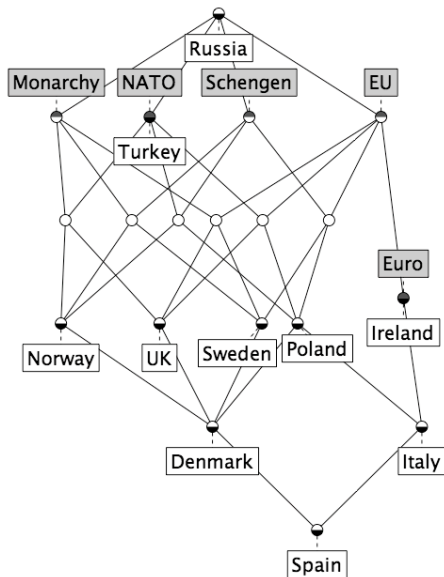 Russia
Monarchy
NATO
Schengen
EU
Turkey
Euro
Ireland
Norway
UK
Sweden
Poland
Denmark
Italy
Spain